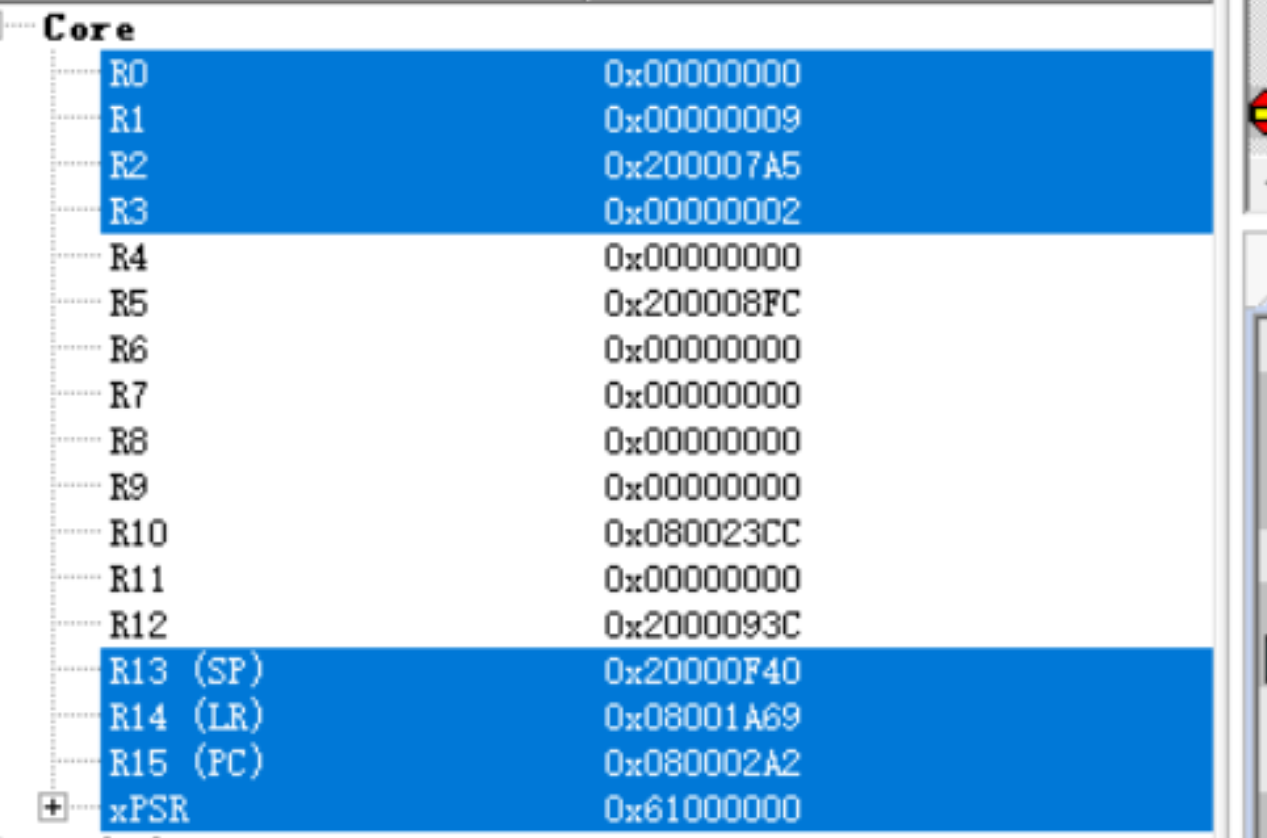 Core
R0 0x00000000
R1 0x00000009
R2 0x200007A5
R3 0x00000002
R4 0x00000000
R5 0x200008FC
R6 0x00000000
R7 0x00000000
R8 0x00000000
R9 0x00000000
R10 0x080023CC
R11 0x00000000
R12 0x2000093C
R13 (SP) 0x20000F40
R14 (LR) 0x08001A69
R15 (PC) 0x080002A2
xPSR 0x61000000